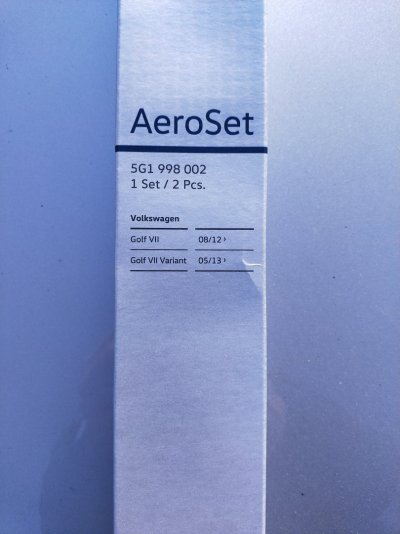 AeroSet
5G1 998 002
1 Set / 2 Pcs.
Volkswagen
Golf VII 08/12 ›
Golf VII Variant 05/13 ›